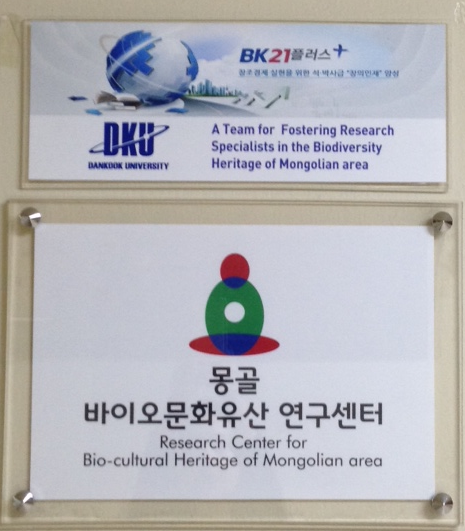 BK21플러스+
창조경제 실현을 위한 석·박사급 "창의인재" 양성
DKU
DANKOOK UNIVERSITY
A Team for Fostering Research
Specialists in the Biodiversity
Heritage of Mongolian area
몽골
바이오문화유산 연구센터
Research Center for
Bio-cultural Heritage of Mongolian area